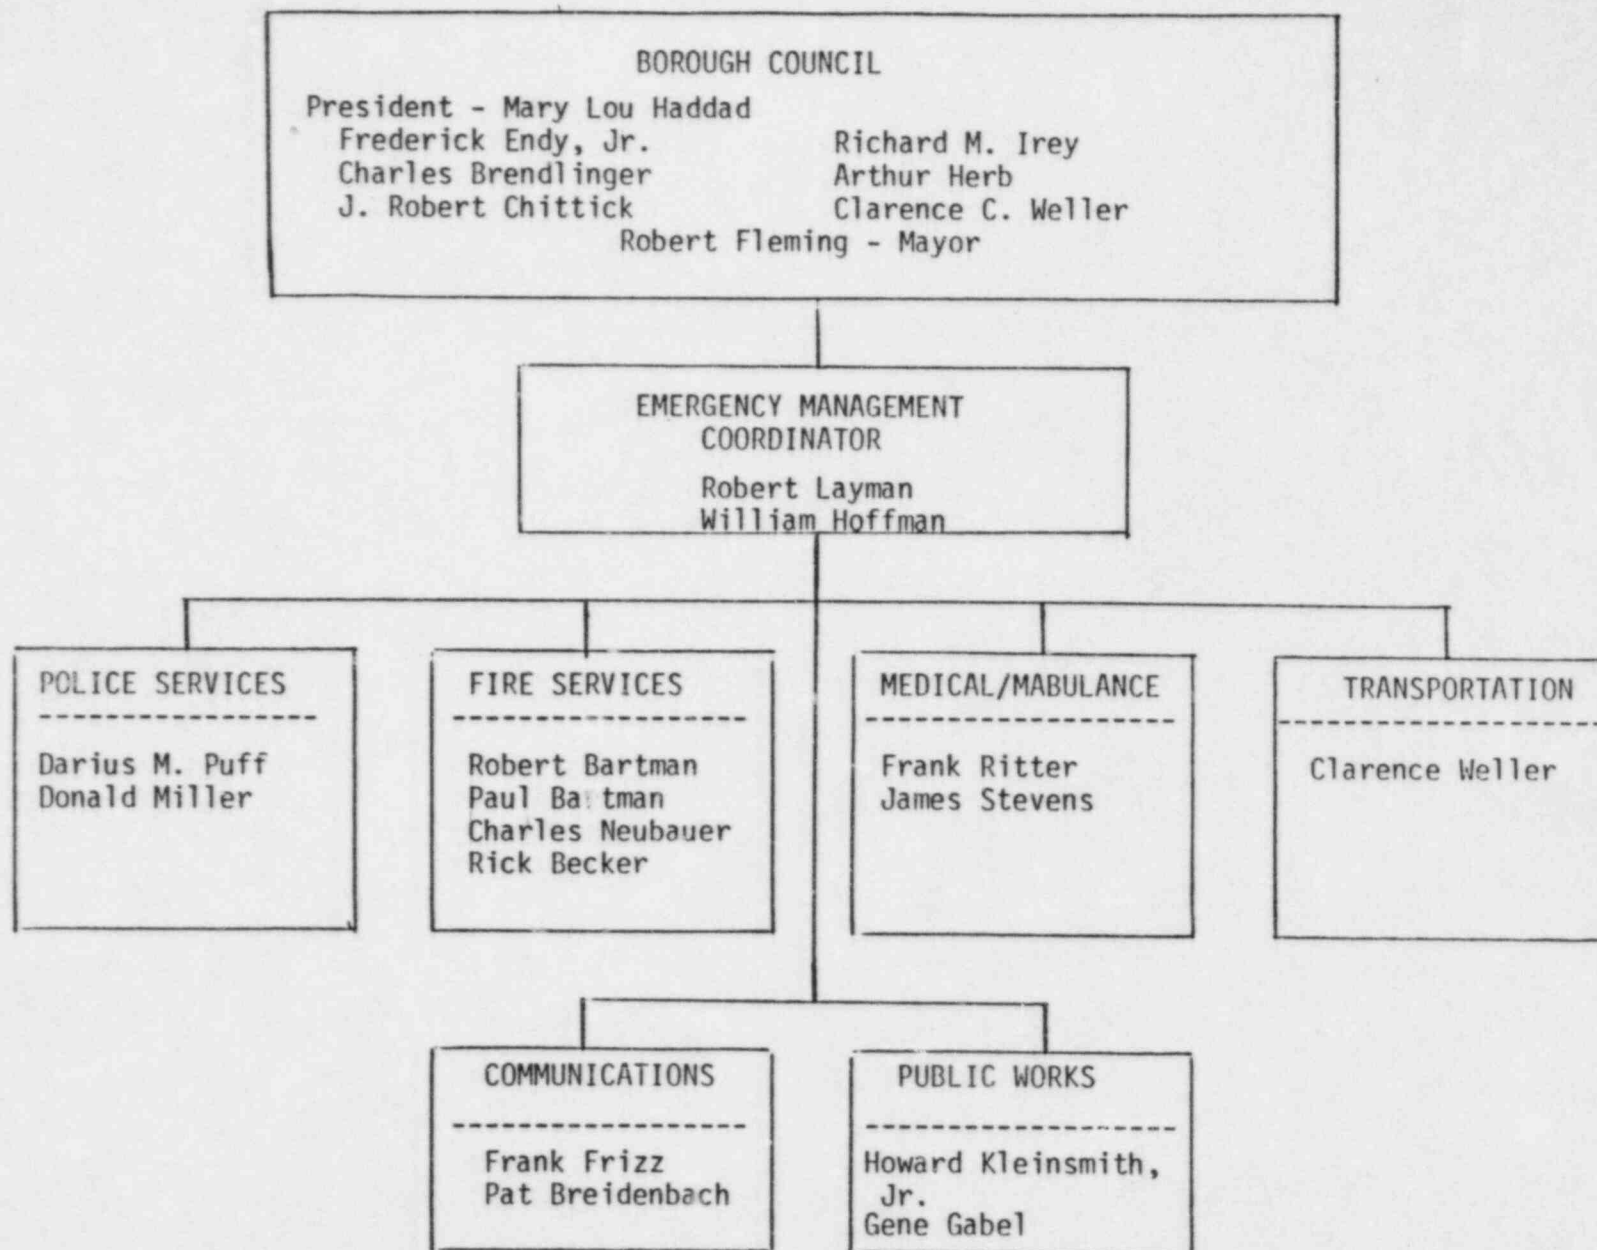 BOROUGH COUNCIL
President - Mary Lou Haddad
Frederick Endy, Jr. Richard M. Irey
Charles Brendlinger Arthur Herb
J. Robert Chittick Clarence C. Weller
Robert Fleming - Mayor
EMERGENCY MANAGEMENT
COORDINATOR
Robert Layman
William Hoffman
POLICE SERVICES
-----------------
Darius M. Puff
Donald Miller
FIRE SERVICES
------------------
Robert Bartman
Paul Ba tman
Charles Neubauer
Rick Becker
MEDICAL/MABULANCE
-------------------
Frank Ritter
James Stevens
TRANSPORTATION
--------------------
Clarence Weller
COMMUNICATIONS
------------------
Frank Frizz
Pat Breidenbach
PUBLIC WORKS
-------------------
Howard Kleinsmith,
Jr.
Gene Gabel